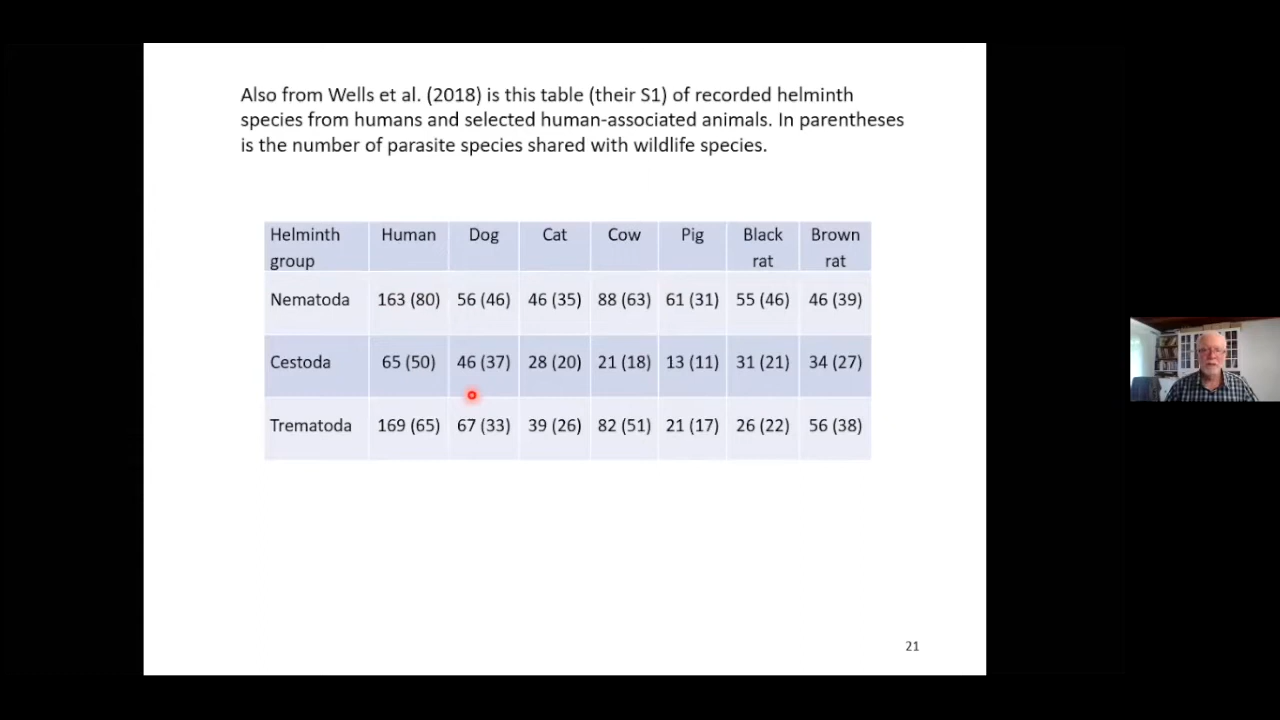 Also from Wells et al. (2018) is this table (their S1) of recorded helminth
species from humans and selected human-associated animals. In parentheses
is the number of parasite species shared with wildlife species.
Helminth group Human Dog Cat Cow Pig Black rat Brown rat
Nematoda 163 (80) 56 (46) 46 (35) 88 (63) 61 (31) 55 (46) 46 (39)
Cestoda 65 (50) 46 (37) 28 (20) 21 (18) 13 (11) 31 (21) 34 (27)
Trematoda 169 (65) 67 (33) 39 (26) 82 (51) 21 (17) 26 (22) 56 (38)
21